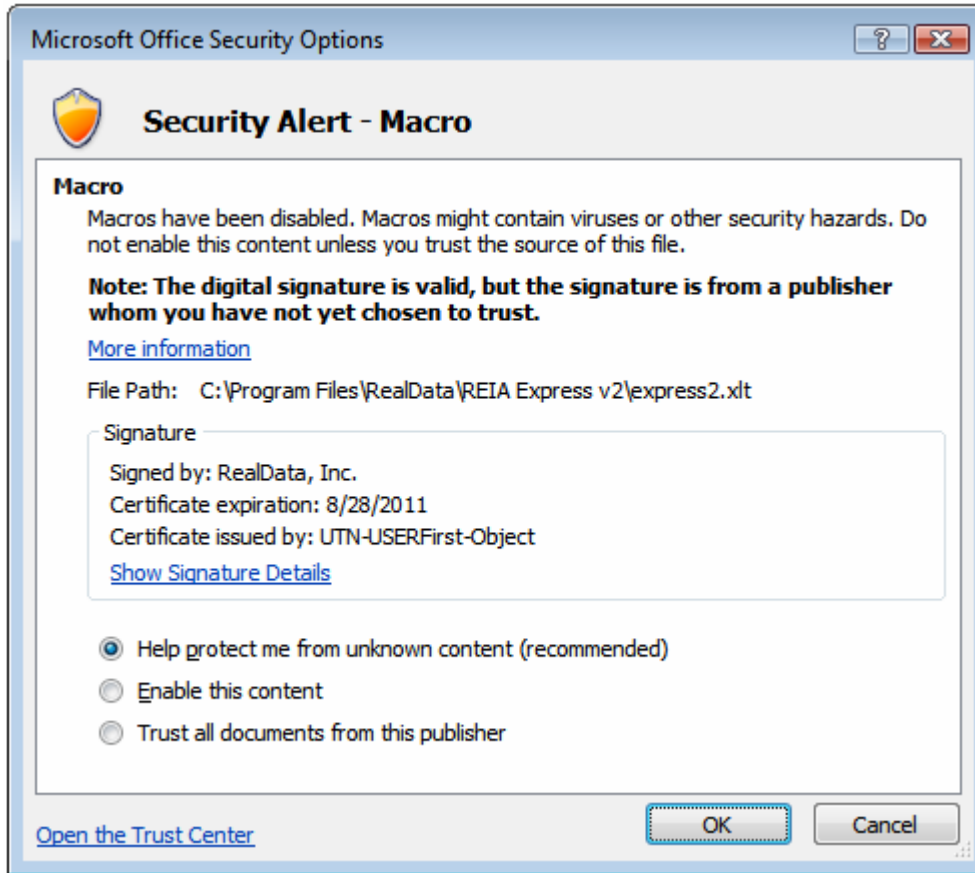 Microsoft Office Security Options
Security Alert - Macro
Macro
Macros have been disabled. Macros might contain viruses or other security hazards. Do
not enable this content unless you trust the source of this file.
Note: The digital signature is valid, but the signature is from a publisher
whom you have not yet chosen to trust.
More information
File Path: C:\Program Files\RealData\REIA Express v2\express2.xlt
Signature
Signed by: RealData, Inc.
Certificate expiration: 8/28/2011
Certificate issued by: UTN-USERFirst-Object
Show Signature Details
Help protect me from unknown content (recommended)
Enable this content
Trust all documents from this publisher
Open the Trust Center
OK
Cancel